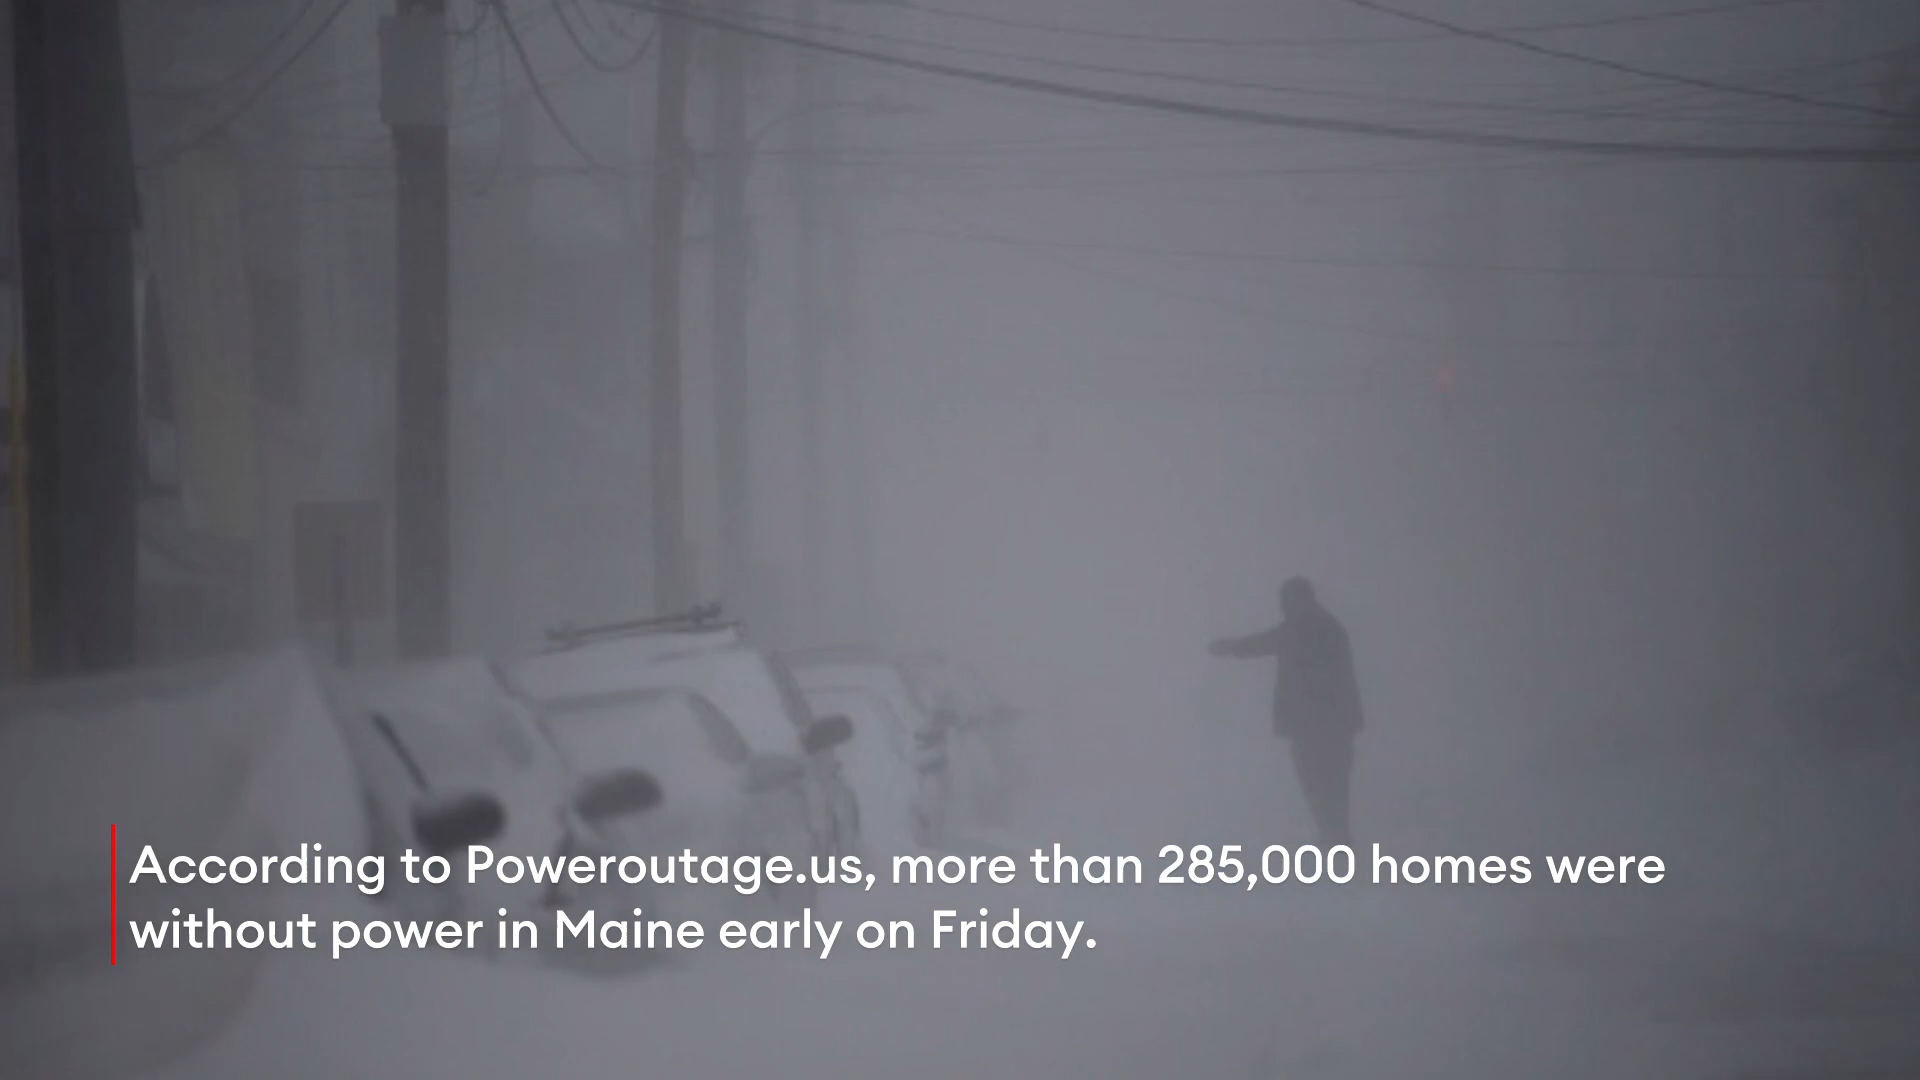 According to Poweroutage.us, more than 285,000 homes were
without power in Maine early on Friday.